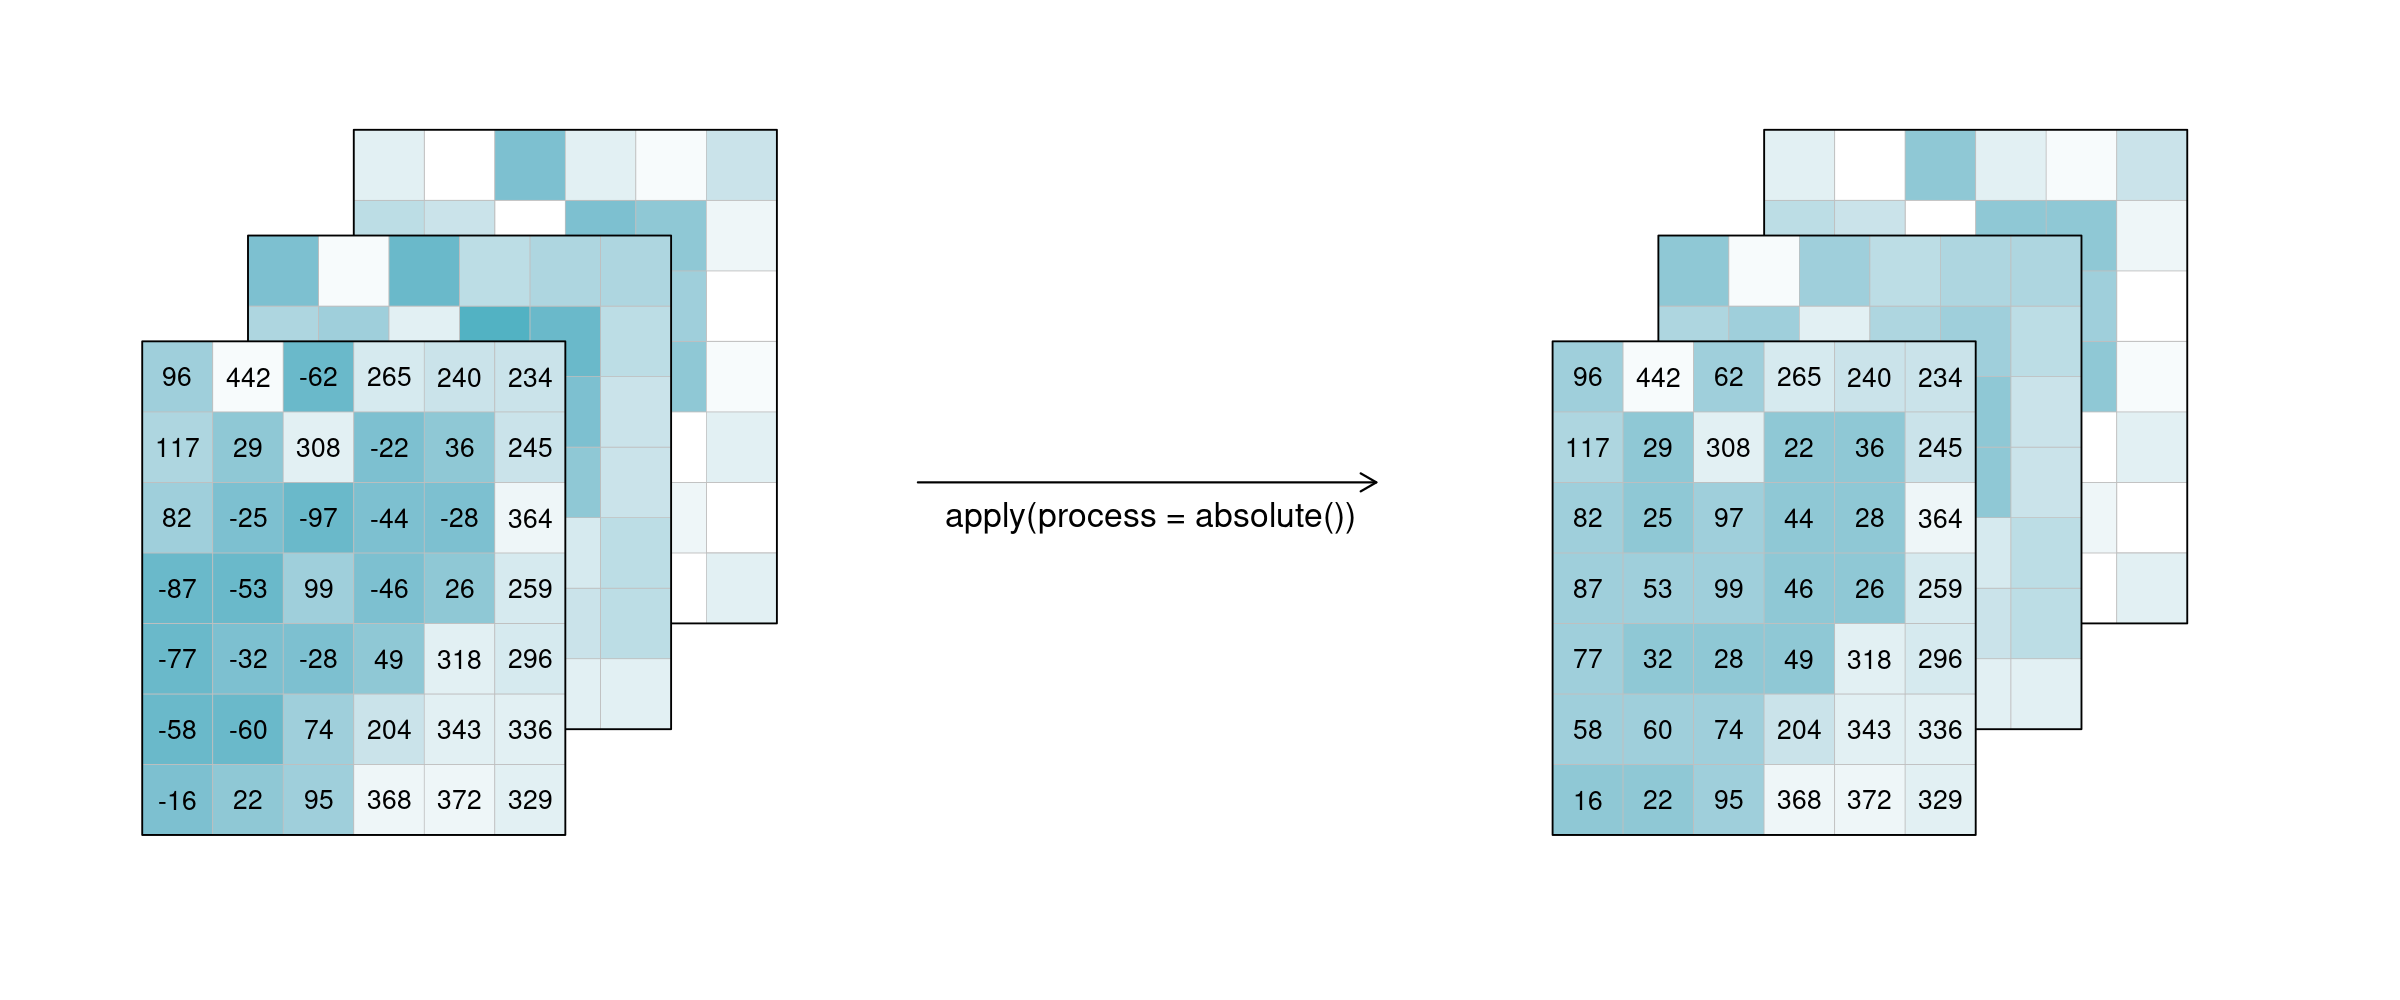 96 442 -62 265 240 234
117 29 308 -22 36 245
82 -25 -97 -44 -28 364
-87 -53 99 -46 26 259
-77 -32 -28 49 318 296
-58 -60 74 204 343 336
-16 22 95 368 372 329
apply(process = absolute())
96 442 62 265 240 234
117 29 308 22 36 245
82 25 97 44 28 364
87 53 99 46 26 259
77 32 28 49 318 296
58 60 74 204 343 336
16 22 95 368 372 329